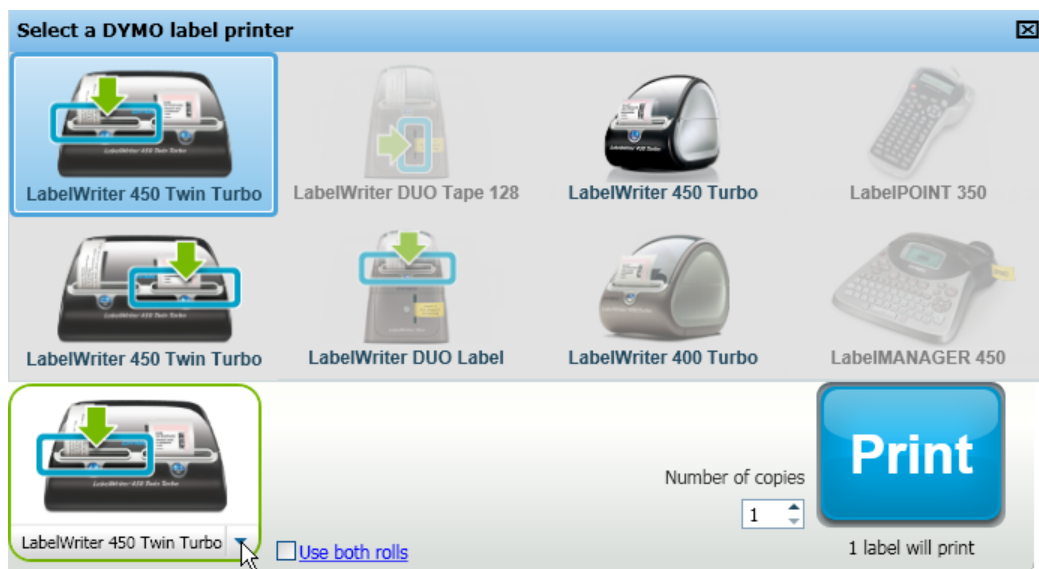 Select a DYMO label printer
LabelWriter 450 Twin Turbo
LabelWriter DUO Tape 128
LabelWriter 450 Turbo
LabelPOINT 350
LabelWriter 450 Twin Turbo
LabelWriter DUO Label
LabelWriter 400 Turbo
LabelMANAGER 450
LabelWriter 450 Twin Turbo
Use both rolls
Number of copies
1
Print
1 label will print